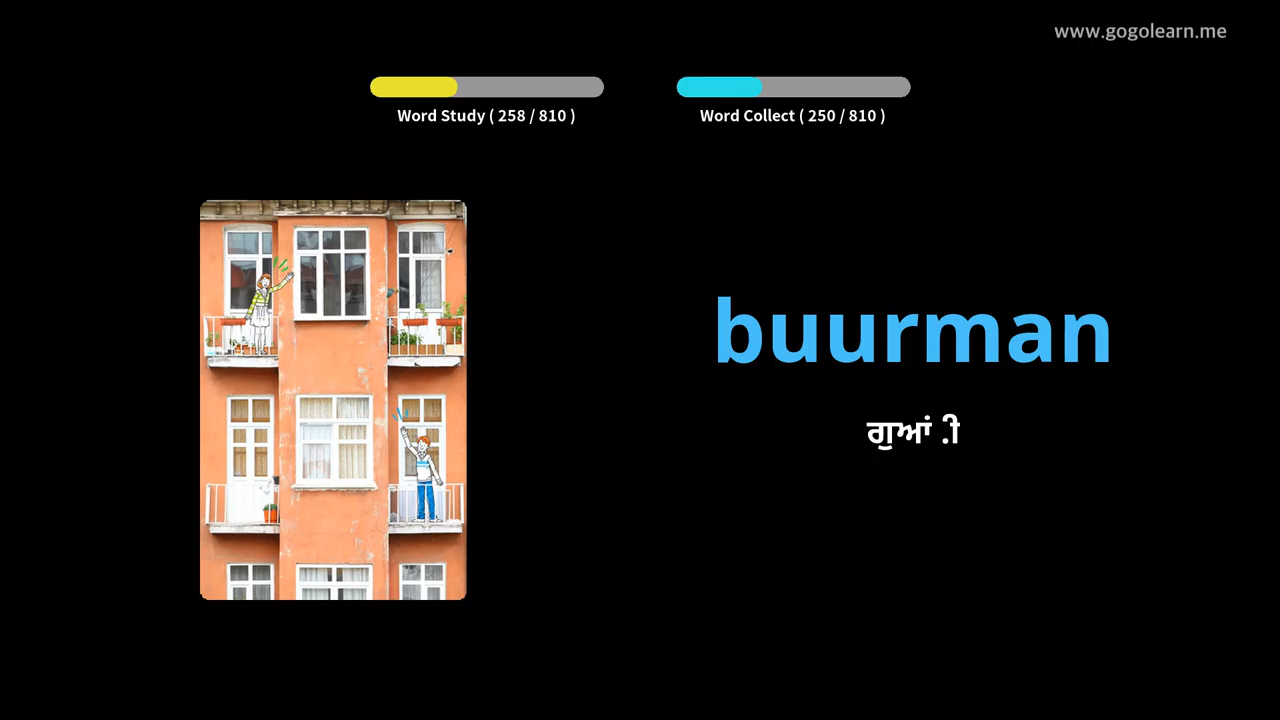 www.gogolearn.me
Word Study ( 258 / 810 )
Word Collect ( 250 / 810 )
buurman
ਗੁਆਂ .ੀ